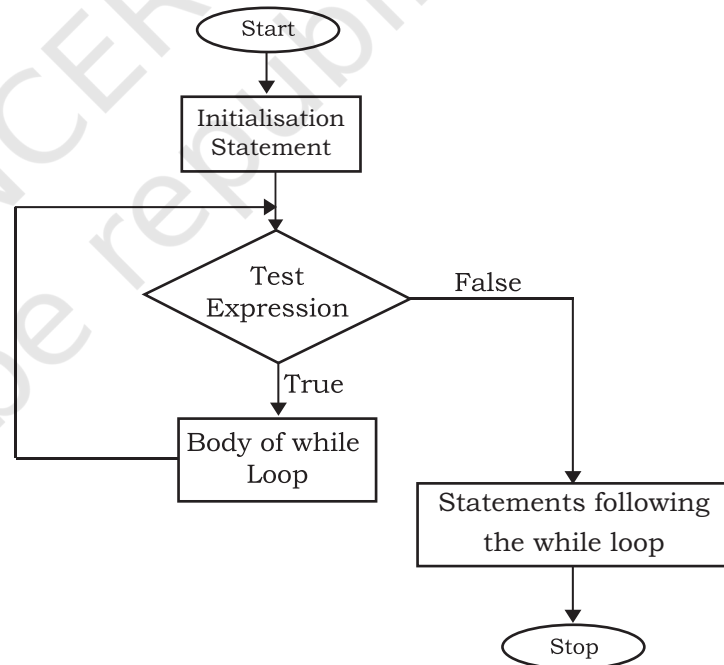 Start
Initialisation
Statement
Test
Expression
False
True
Body of while
Loop
Statements following
the while loop
Stop